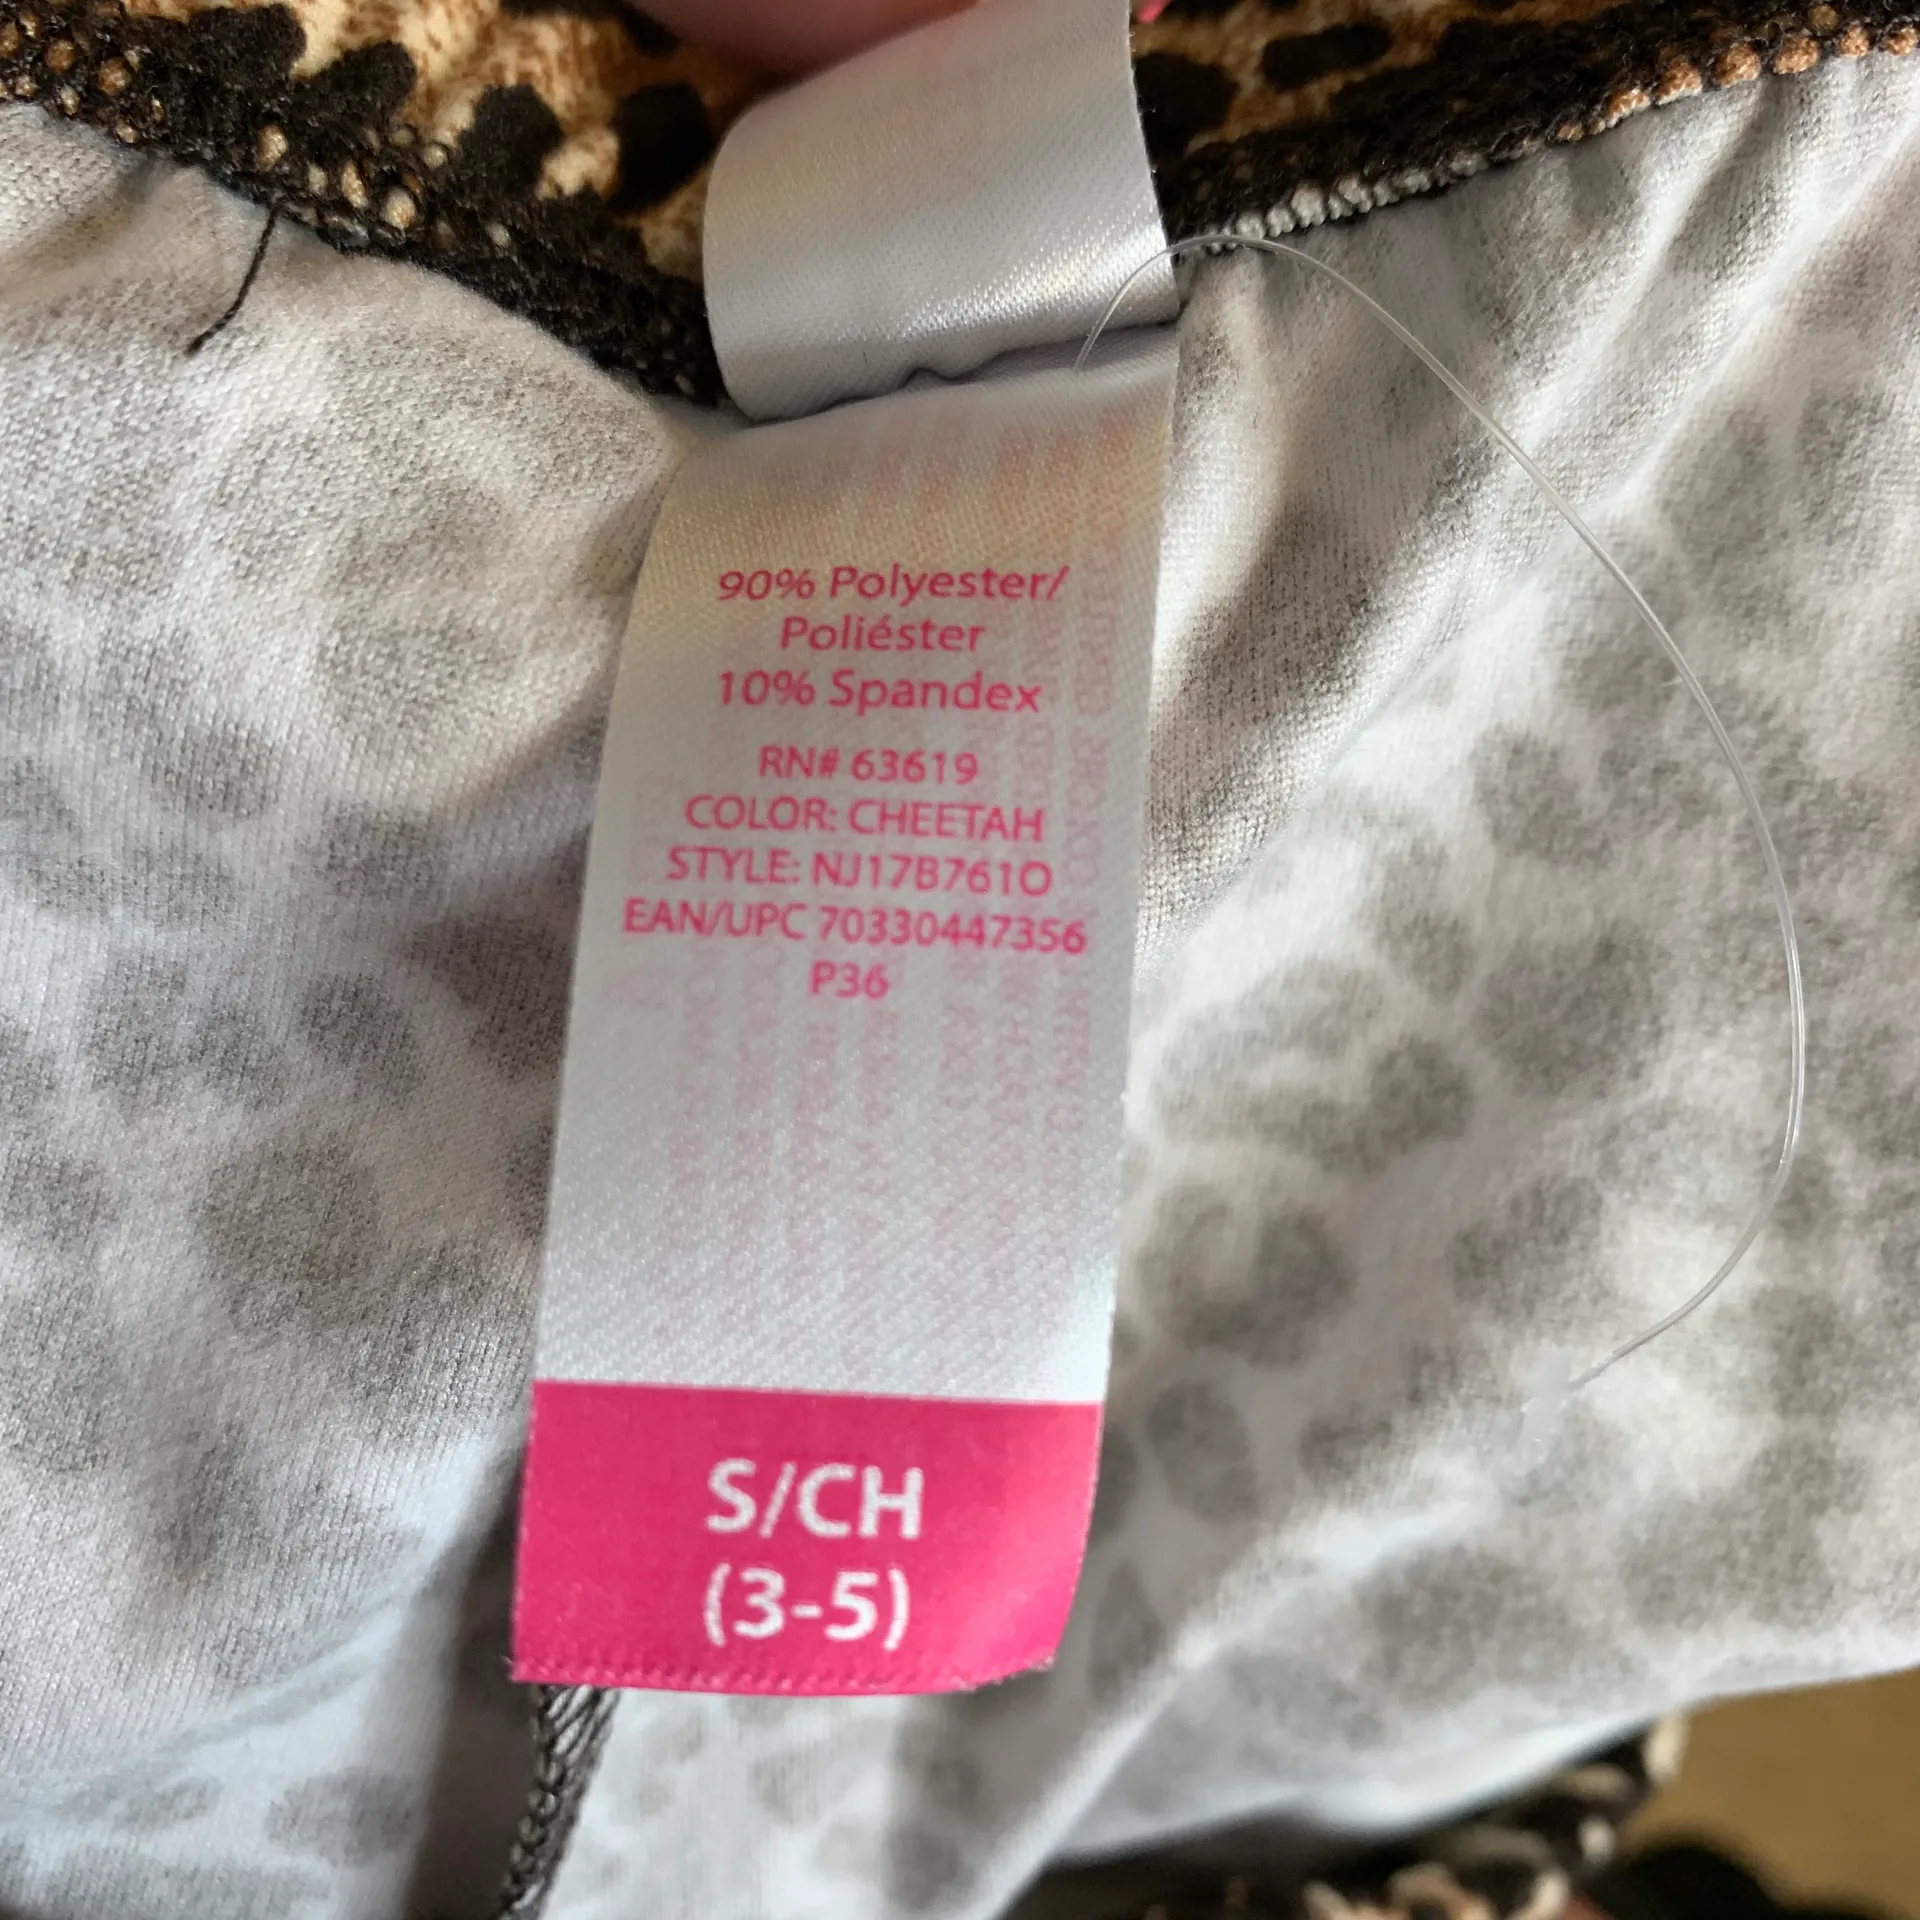 90% Polyester/
Poliéster
10% Spandex
RN# 63619
COLOR: CHEETAH
STYLE: NJ17B761O
EAN/UPC 70330447356
P36
S/CH
(3-5)